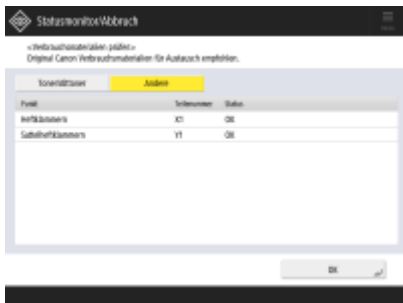 Statusmonitor/Abbruch
<Verbrauchsmaterialien prüfen>
Original Canon Verbrauchsmaterialien für Austausch empfohlen.
Andere
Punkt Teilenummer Status
Heftklammern X1 OK
Sattelheftklammern Y1 OK
OK